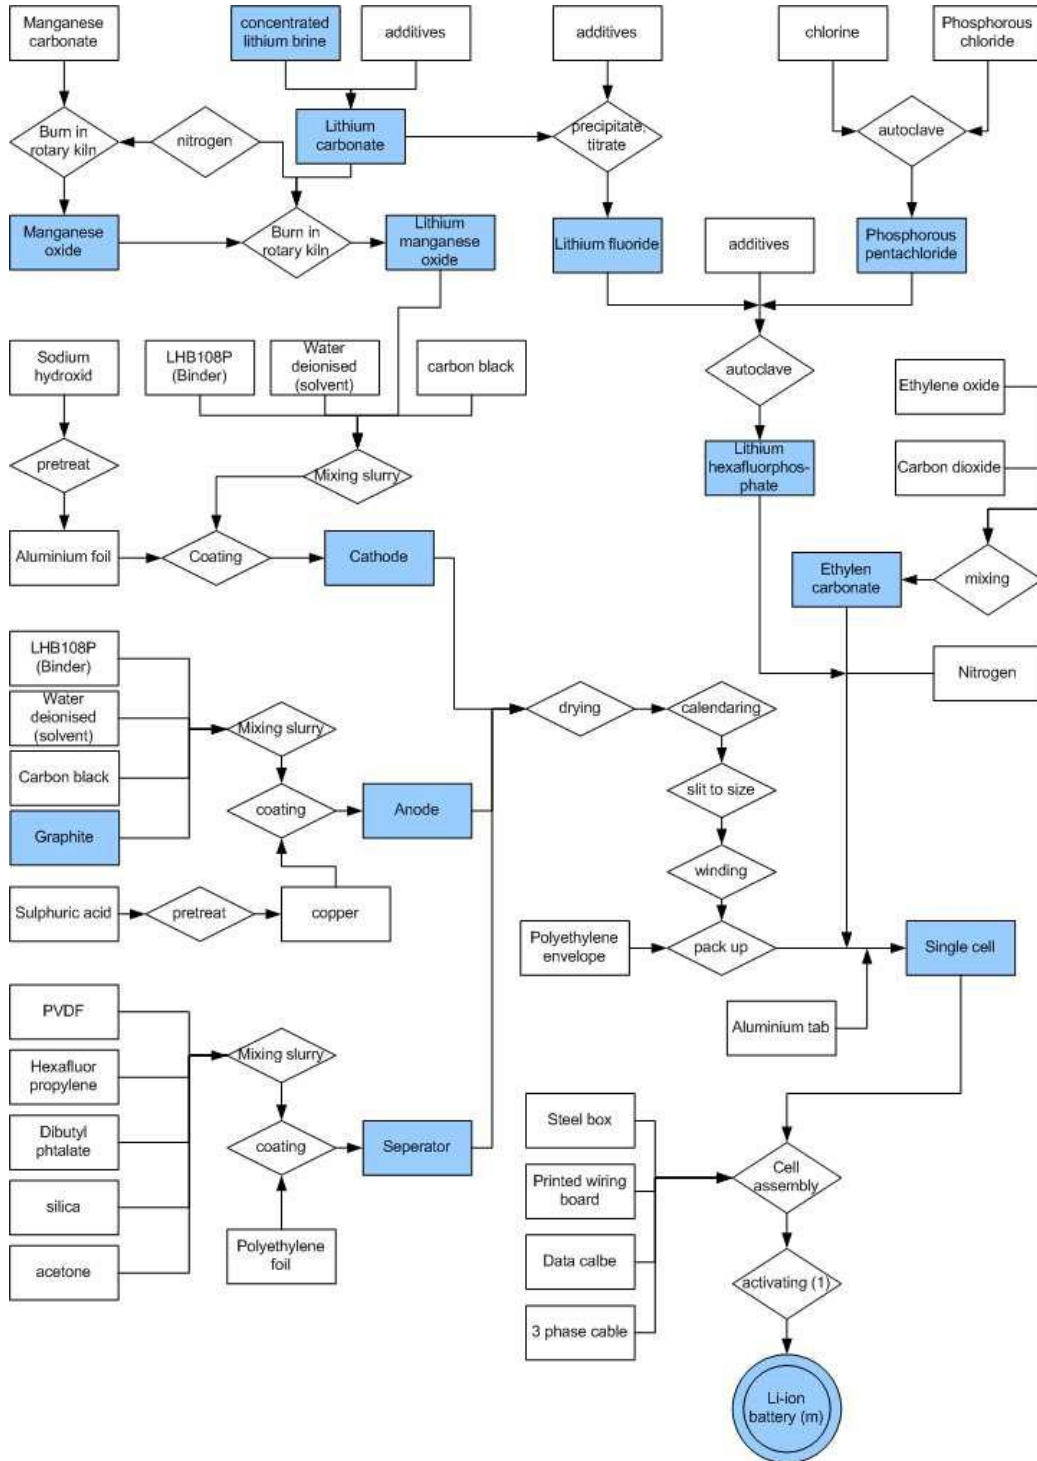 Manganese
carbonate
concentrated
lithium brine
additives
additives
chlorine
Phosphorous
chloride
Burn in
rotary kiln
nitrogen
Lithium
carbonate
precipitate,
titrate
autoclave
Manganese
oxide
Burn in
rotary kiln
Lithium
manganese
oxide
Lithium fluoride
additives
Phosphorous
pentachloride
Sodium
hydroxid
LHB108P
(Binder)
Water
deionised
(solvent)
carbon black
autoclave
Ethylene oxide
pretreat
Mixing slurry
Lithium
hexafluorphos-
phate
Carbon dioxide
Aluminium foil
Coating
Cathode
Ethylen
carbonate
mixing
LHB108P
(Binder)
Nitrogen
Water
deionised
(solvent)
Mixing slurry
drying
calendaring
Carbon black
coating
Anode
slit to size
Graphite
winding
Sulphuric acid
pretreat
copper
Polyethylene
envelope
pack up
Single cell
PVDF
Aluminium tab
Mixing slurry
Hexafluor
propylene
Steel box
Dibutyl
phtalate
coating
Seperator
Cell
assembly
Printed wiring
board
silica
Polyethylene
foil
Data calbe
activating (1)
acetone
3 phase cable
Li-ion
battery (m)